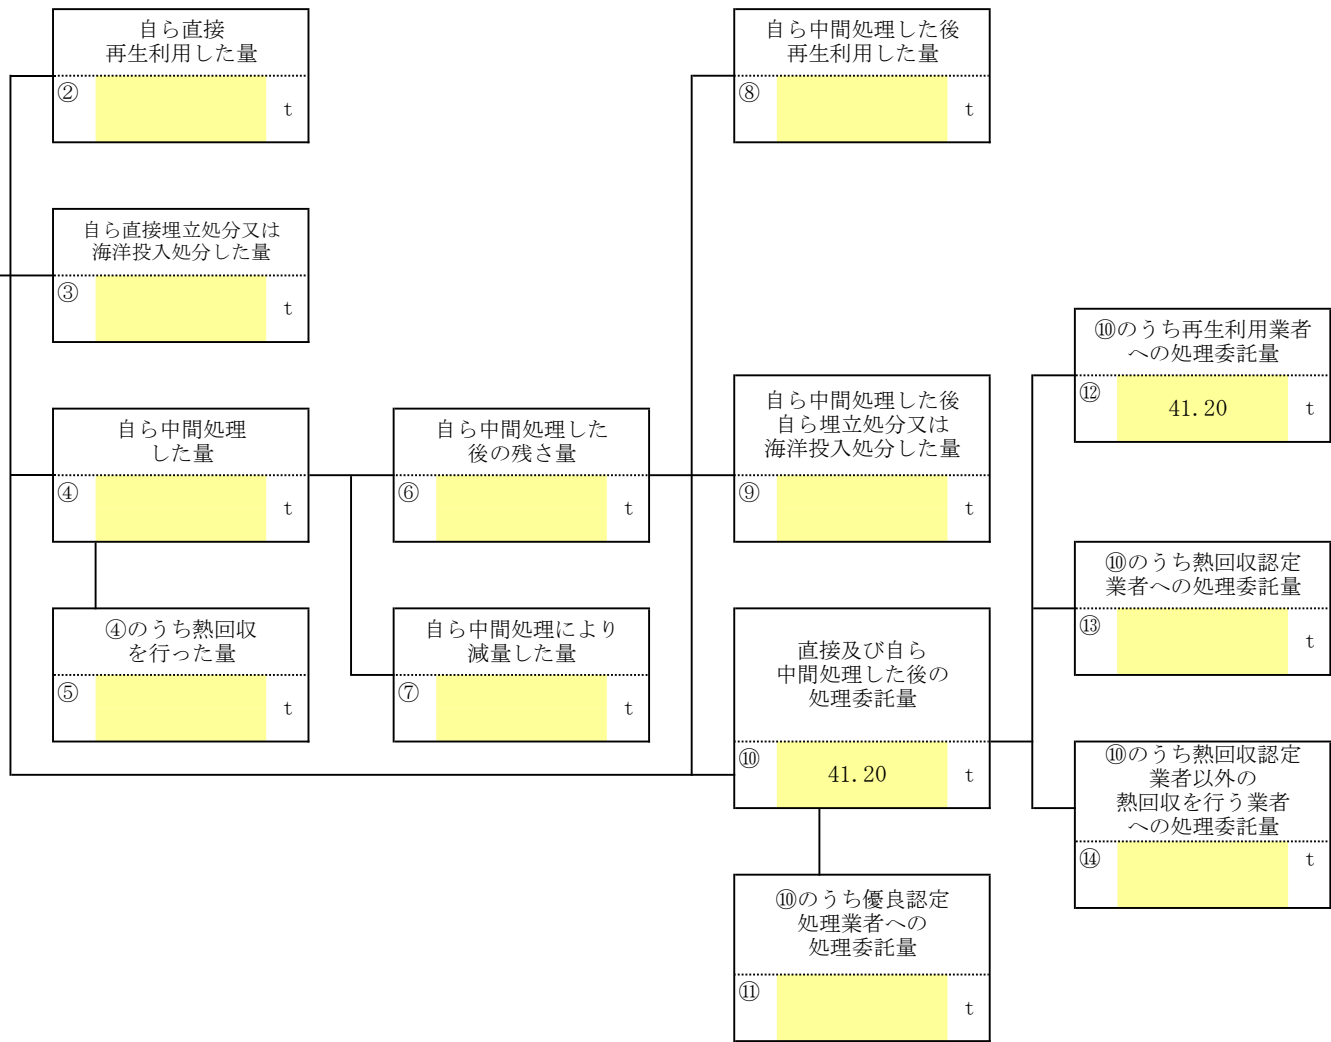 自ら直接
再生利用した量
②
t
自ら中間処理した後
再生利用した量
⑧
t
自ら直接埋立処分又は
海洋投入処分した量
③
t
⑩のうち再生利用業者
への処理委託量
⑫
41.20
t
自ら中間処理
した量
④
t
自ら中間処理した
後の残さ量
⑥
t
自ら中間処理した後
自ら埋立処分又は
海洋投入処分した量
⑨
t
⑩のうち熱回収認定
業者への処理委託量
⑬
t
④のうち熱回収
を行った量
⑤
t
自ら中間処理により
減量した量
⑦
t
直接及び自ら
中間処理した後の
処理委託量
⑩
41.20
t
⑩のうち熱回収認定
業者以外の
熱回収を行う業者
への処理委託量
⑭
t
⑩のうち優良認定
処理業者への
処理委託量
⑪
t